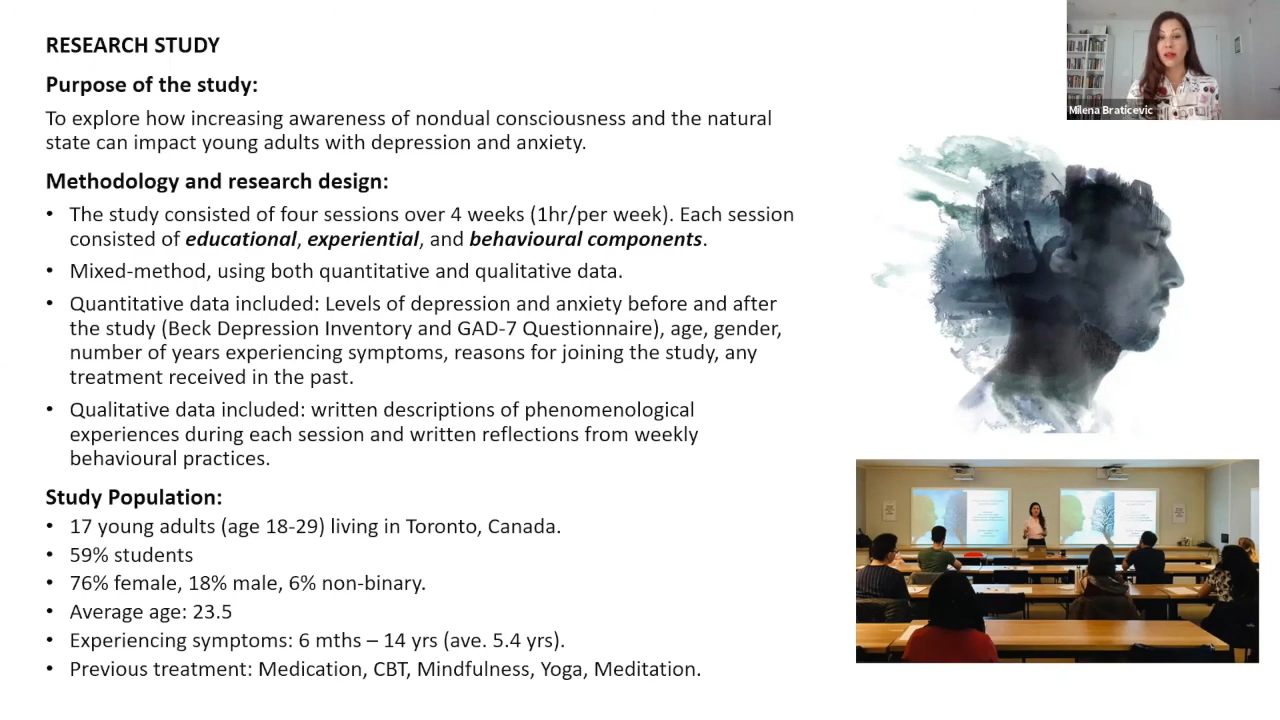 RESEARCH STUDY
Purpose of the study:
To explore how increasing awareness of nondual consciousness and the natural
state can impact young adults with depression and anxiety.
Methodology and research design:
• The study consisted of four sessions over 4 weeks (1hr/per week). Each session
consisted of educational, experiential, and behavioural components.
• Mixed-method, using both quantitative and qualitative data.
• Quantitative data included: Levels of depression and anxiety before and after
the study (Beck Depression Inventory and GAD-7 Questionnaire), age, gender,
number of years experiencing symptoms, reasons for joining the study, any
treatment received in the past.
• Qualitative data included: written descriptions of phenomenological
experiences during each session and written reflections from weekly
behavioural practices.
Study Population:
• 17 young adults (age 18-29) living in Toronto, Canada.
• 59% students
• 76% female, 18% male, 6% non-binary.
• Average age: 23.5
• Experiencing symptoms: 6 mths – 14 yrs (ave. 5.4 yrs).
• Previous treatment: Medication, CBT, Mindfulness, Yoga, Meditation.
Milena Braticevic